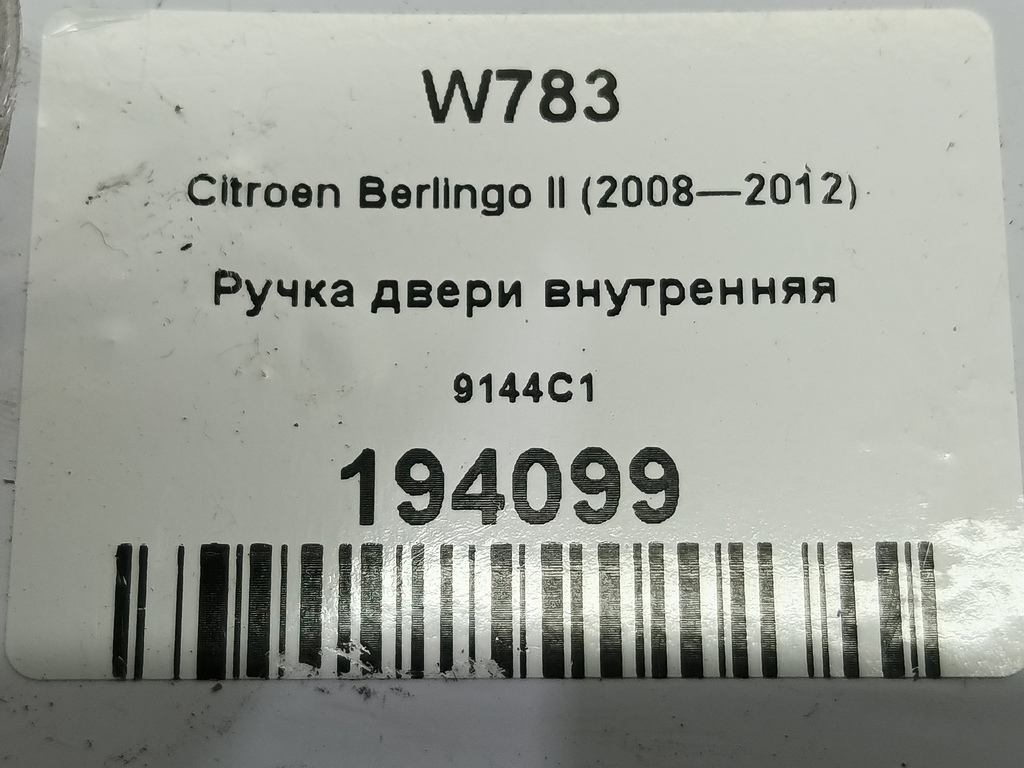 W783
Citroen Berlingo II (2008—2012)
Ручка двери внутренняя
9144C1
194099